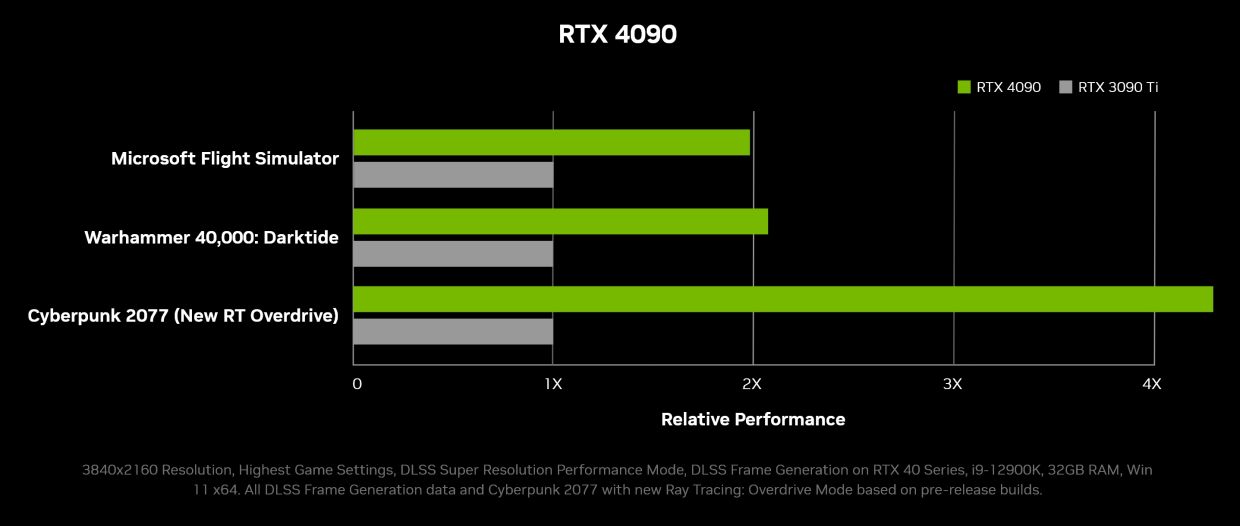 RTX 4090
RTX 4090 RTX 3090 Ti
Microsoft Flight Simulator
Warhammer 40,000: Darktide
Cyberpunk 2077 (New RT Overdrive)
0 1X 2X 3X 4X
Relative Performance
3840x2160 Resolution, Highest Game Settings, DLSS Super Resolution Performance Mode, DLSS Frame Generation on RTX 40 Series, i9-12900K, 32GB RAM, Win
11 x64. All DLSS Frame Generation data and Cyberpunk 2077 with new Ray Tracing: Overdrive Mode based on pre-release builds.